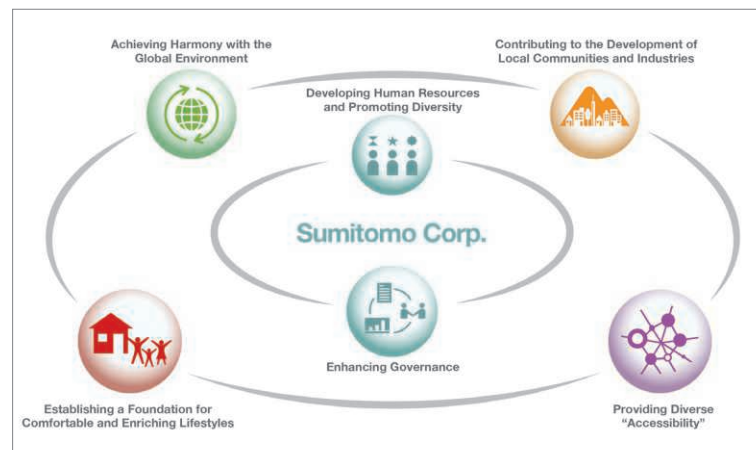 Achieving Harmony with the
Global Environment
Contributing to the Development of
Local Communities and Industries
Developing Human Resources
and Promoting Diversity
Sumitomo Corp.
Enhancing Governance
Establishing a Foundation for
Comfortable and Enriching Lifestyles
Providing Diverse
“Accessibility”